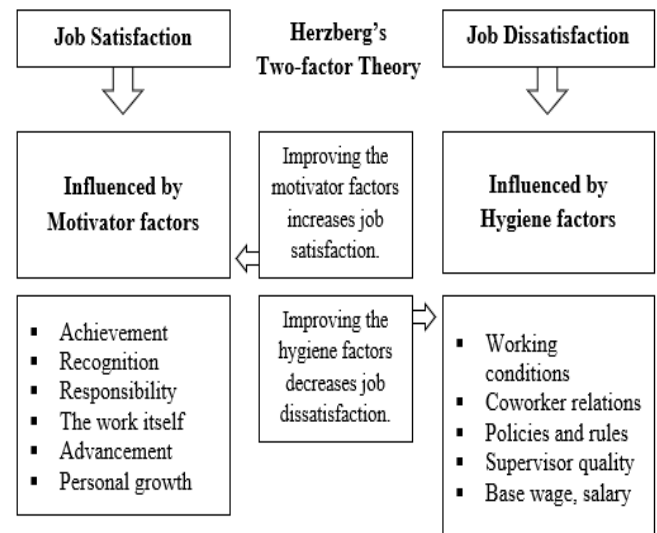 Job Satisfaction
Herzberg's
Two-factor Theory
Job Dissatisfaction
Influenced by
Motivator factors
Improving the
motivator factors
increases job
satisfaction.
Influenced by
Hygiene factors
▪ Achievement
▪ Recognition
▪ Responsibility
▪ The work itself
▪ Advancement
▪ Personal growth
Improving the
hygiene factors
decreases job
dissatisfaction.
▪ Working
conditions
▪ Coworker relations
▪ Policies and rules
▪ Supervisor quality
▪ Base wage, salary